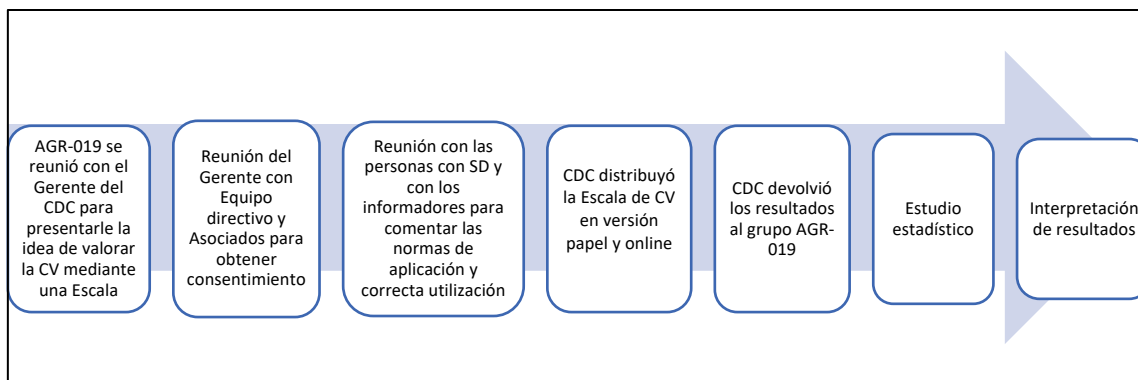 AGR-019 se
reunió con el
Gerente del
CDC para
presentarle la
idea de valorar
la CV mediante
una Escala
Reunión del
Gerente con
Equipo
directivo y
Asociados para
obtener
consentimiento
Reunión con las
personas con SD y
con los
informadores para
comentar las
normas de
aplicación y
correcta utilización
CDC distribuyó
la Escala de CV
en versión
papel y online
CDC devolvió
los resultados
al grupo AGR-
019
Estudio
estadístico
Interpretación
de resultados